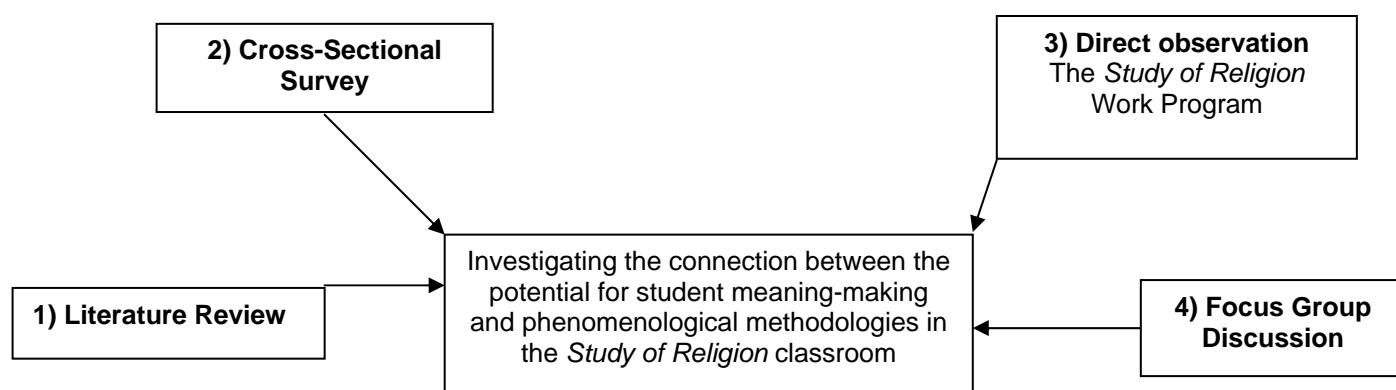 2) Cross-Sectional
Survey
3) Direct observation
The Study of Religion
Work Program
1) Literature Review
Investigating the connection between the
potential for student meaning-making
and phenomenological methodologies in
the Study of Religion classroom
4) Focus Group
Discussion